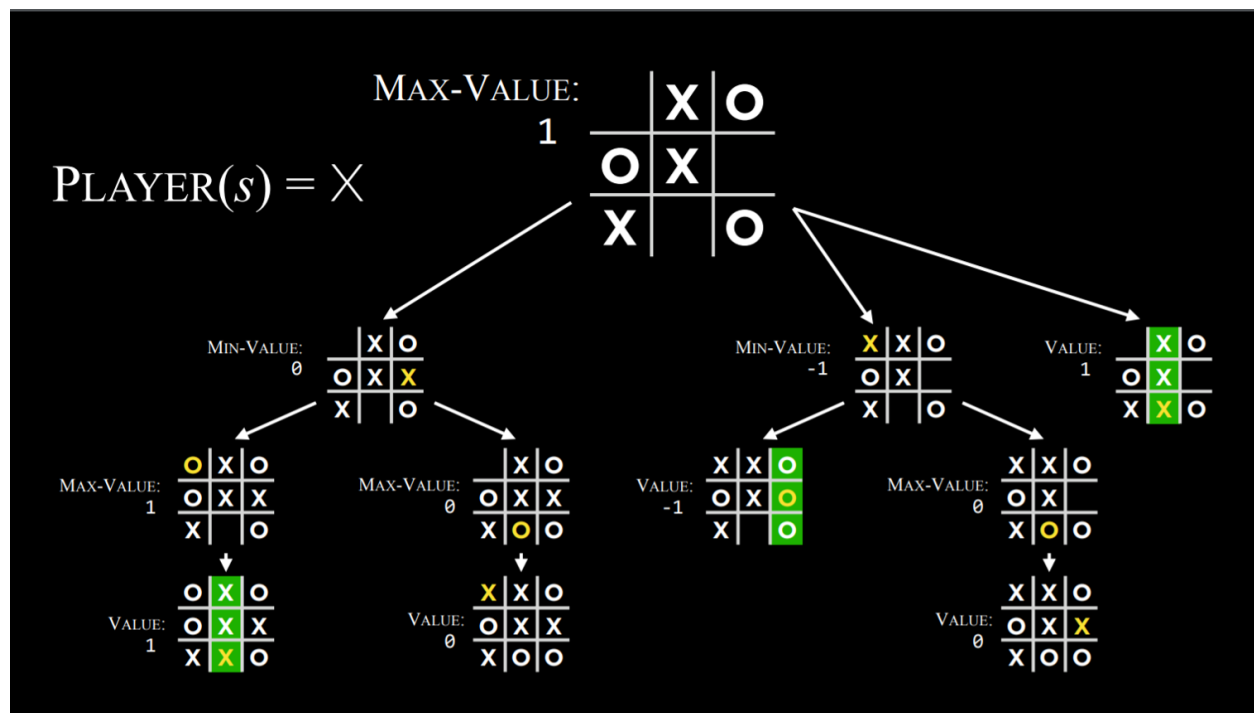 MAX-VALUE:
1
PLAYER(s) = X
X O
O X
X O
MIN-VALUE:
0
X O
O X X
X O
MIN-VALUE:
-1
X X O
O X
X O
VALUE:
1
X O
O X
X X O
MAX-VALUE:
1
O X O
O X X
X O
MAX-VALUE:
0
X O
O X X
X O O
VALUE:
-1
X X O
O X O
X O
MAX-VALUE:
0
X X O
O X
X O O
VALUE:
1
O X O
O X X
X X O
VALUE:
0
X X O
O X X
X O O
VALUE:
0
X X O
O X X
X O O